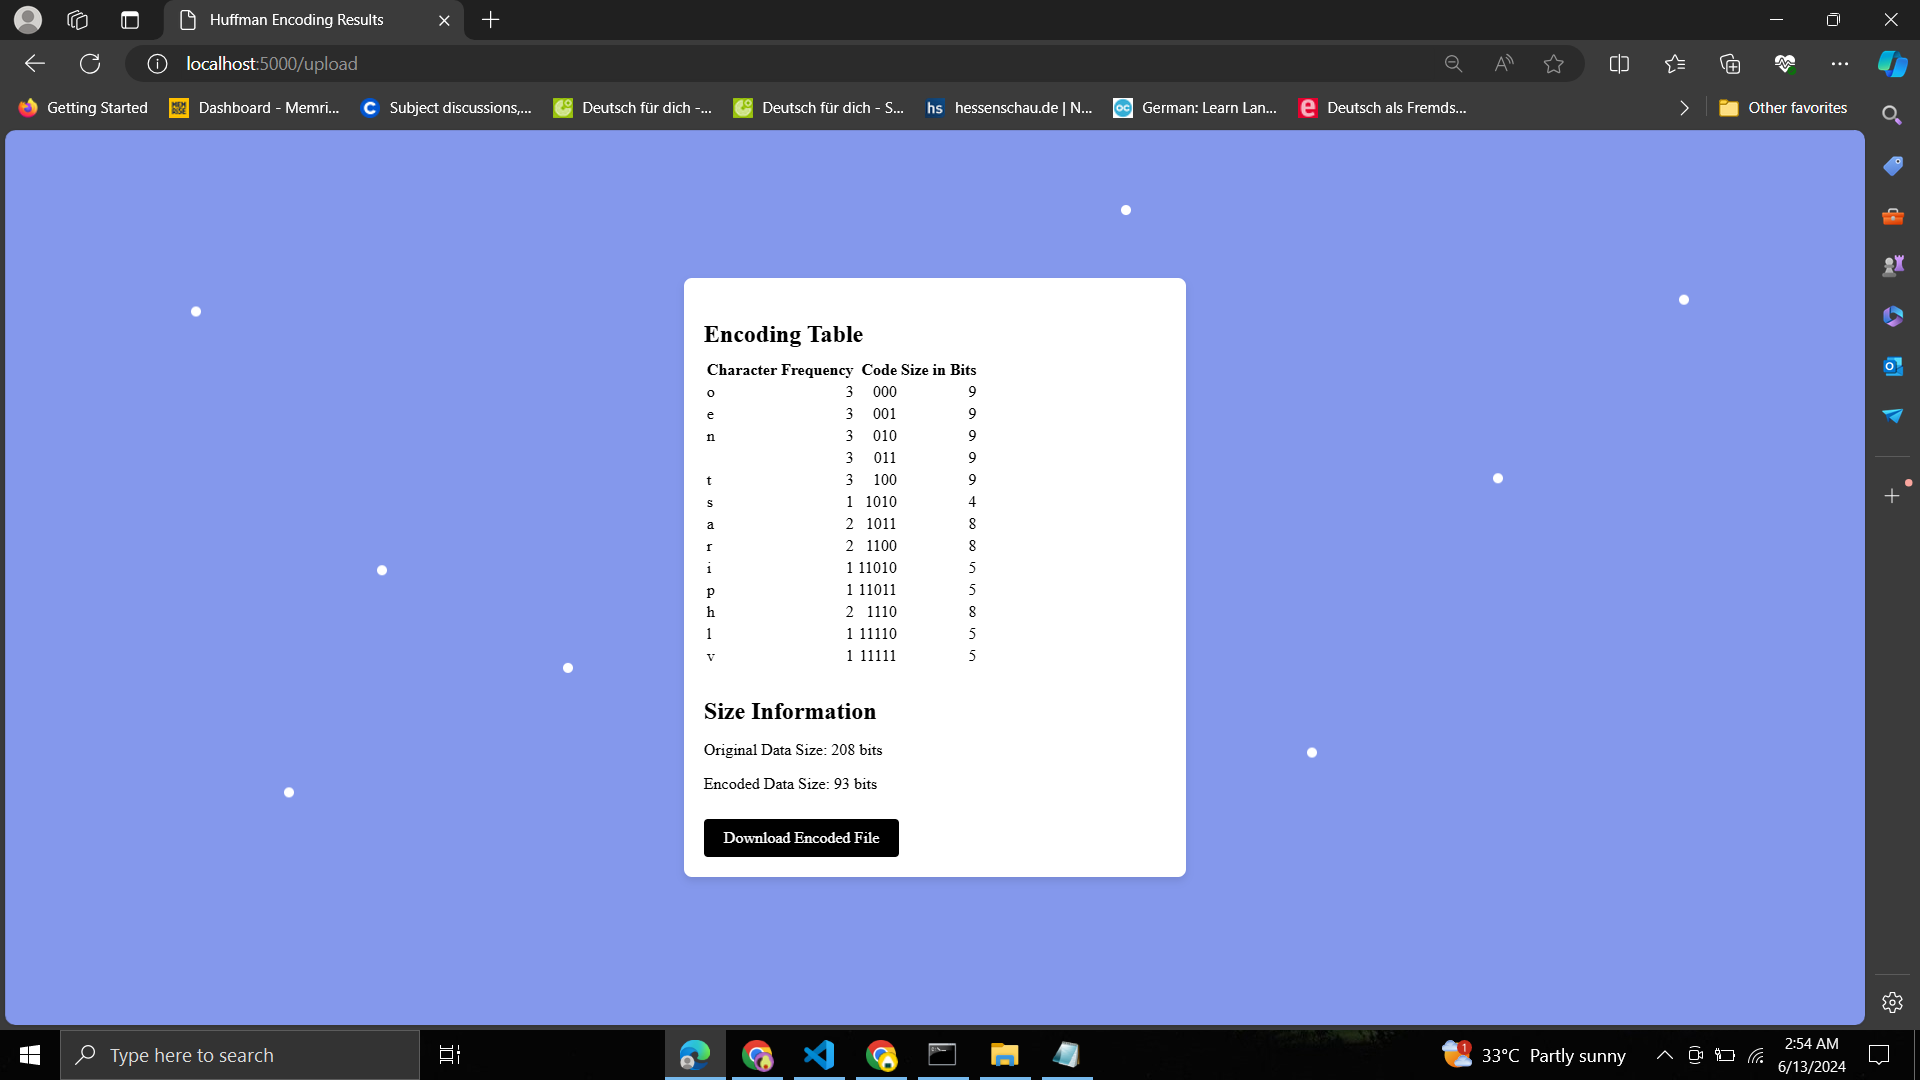 Huffman Encoding Results
localhost:5000/upload
Getting Started Dashboard - Memri... Subject discussions,... Deutsch für dich -... Deutsch für dich - S... hessenschau.de | N... German: Learn Lan... Deutsch als Fremds... Other favorites
Encoding Table
Character Frequency Code Size in Bits
o 3 000 9
e 3 001 9
n 3 010 9
3 011 9
t 3 100 9
s 1 1010 4
a 2 1011 8
r 2 1100 8
i 1 11010 5
p 1 11011 5
h 2 1110 8
l 1 11110 5
v 1 11111 5
Size Information
Original Data Size: 208 bits
Encoded Data Size: 93 bits
Download Encoded File
Type here to search
33°C Partly sunny
2:54 AM
6/13/2024